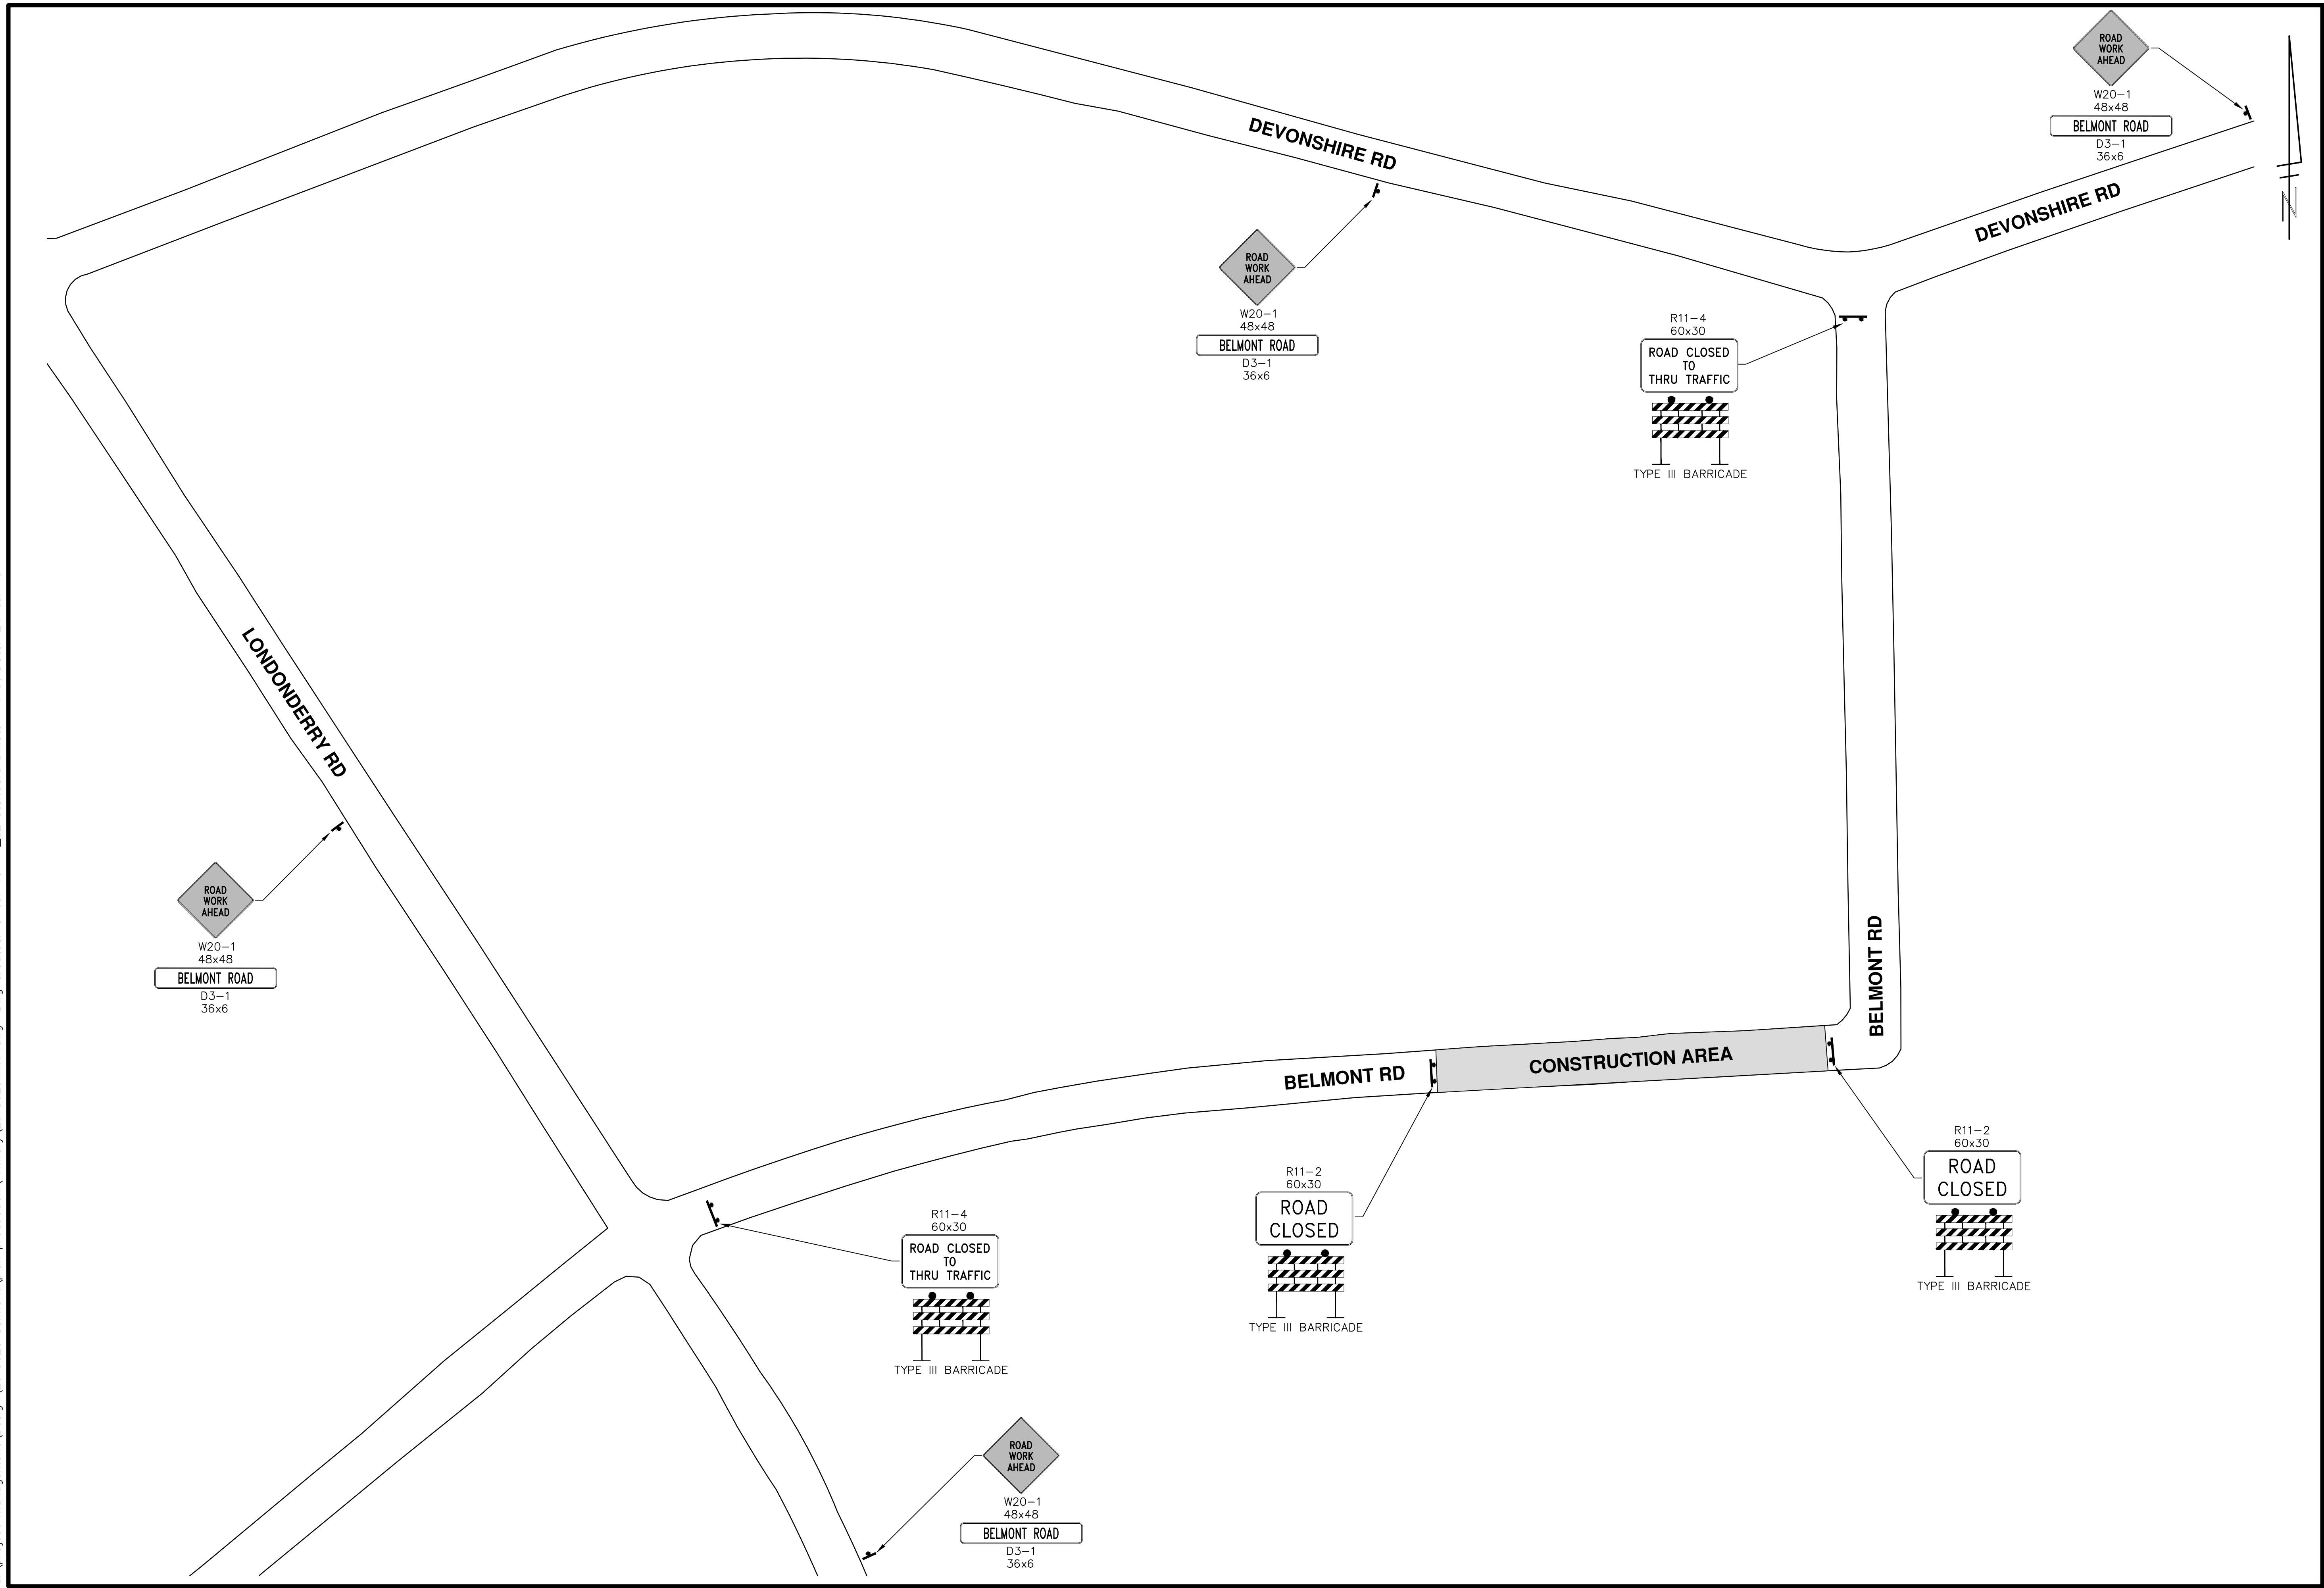 ROAD
WORK
AHEAD
W20-1
48x48
BELMONT ROAD
D3-1
36x6
N
DEVONSHIRE RD
DEVONSHIRE RD
ROAD
WORK
AHEAD
W20-1
48x48
BELMONT ROAD
D3-1
36x6
R11-4
60x30
ROAD CLOSED
TO
THRU TRAFFIC
TYPE III BARRICADE
LONDONDERRY RD
ROAD
WORK
AHEAD
W20-1
48x48
BELMONT ROAD
D3-1
36x6
BELMONT RD
CONSTRUCTION AREA
BELMONT RD
R11-2
60x30
ROAD
CLOSED
TYPE III BARRICADE
R11-2
60x30
ROAD
CLOSED
TYPE III BARRICADE
R11-4
60x30
ROAD CLOSED
TO
THRU TRAFFIC
TYPE III BARRICADE
ROAD
WORK
AHEAD
W20-1
48x48
BELMONT ROAD
D3-1
36x6